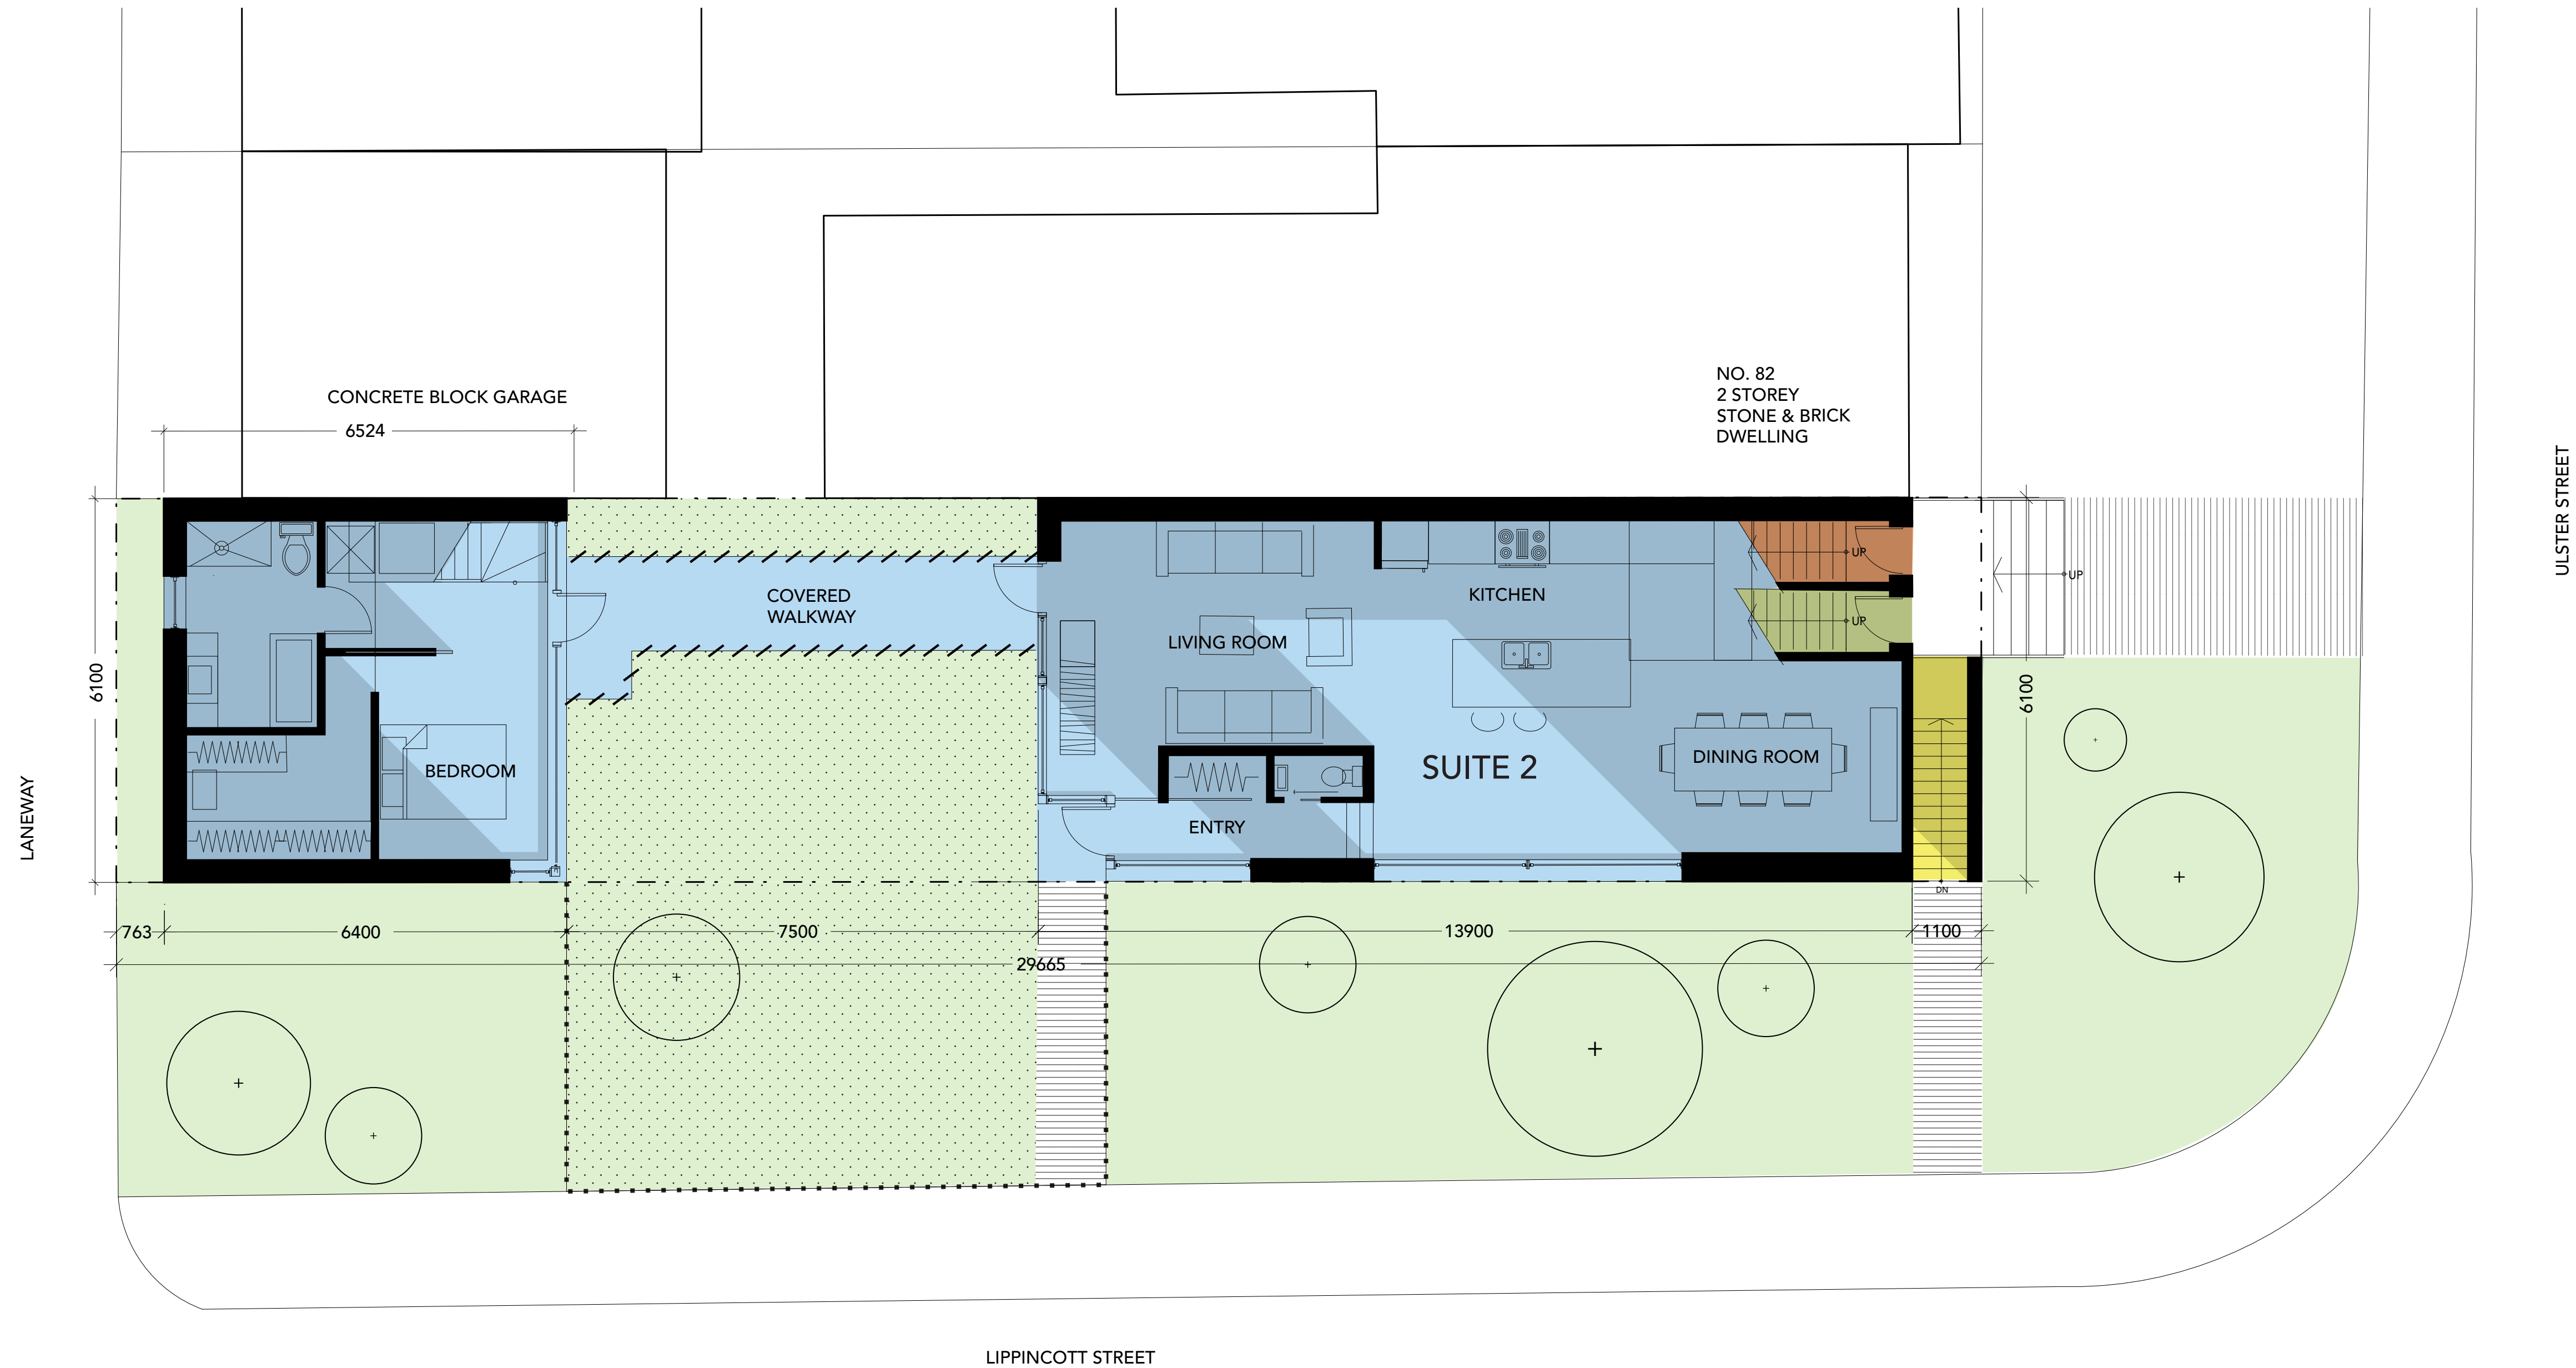 NO. 82
2 STOREY
STONE & BRICK
DWELLING
CONCRETE BLOCK GARAGE
6524
ULSTER STREET
UP
UP
UP
COVERED
WALKWAY
KITCHEN
LIVING ROOM
6100
6100
BEDROOM
SUITE 2
DINING ROOM
LANEWAY
ENTRY
DN
763
6400
7500
13900
1100
29665
LIPPINCOTT STREET